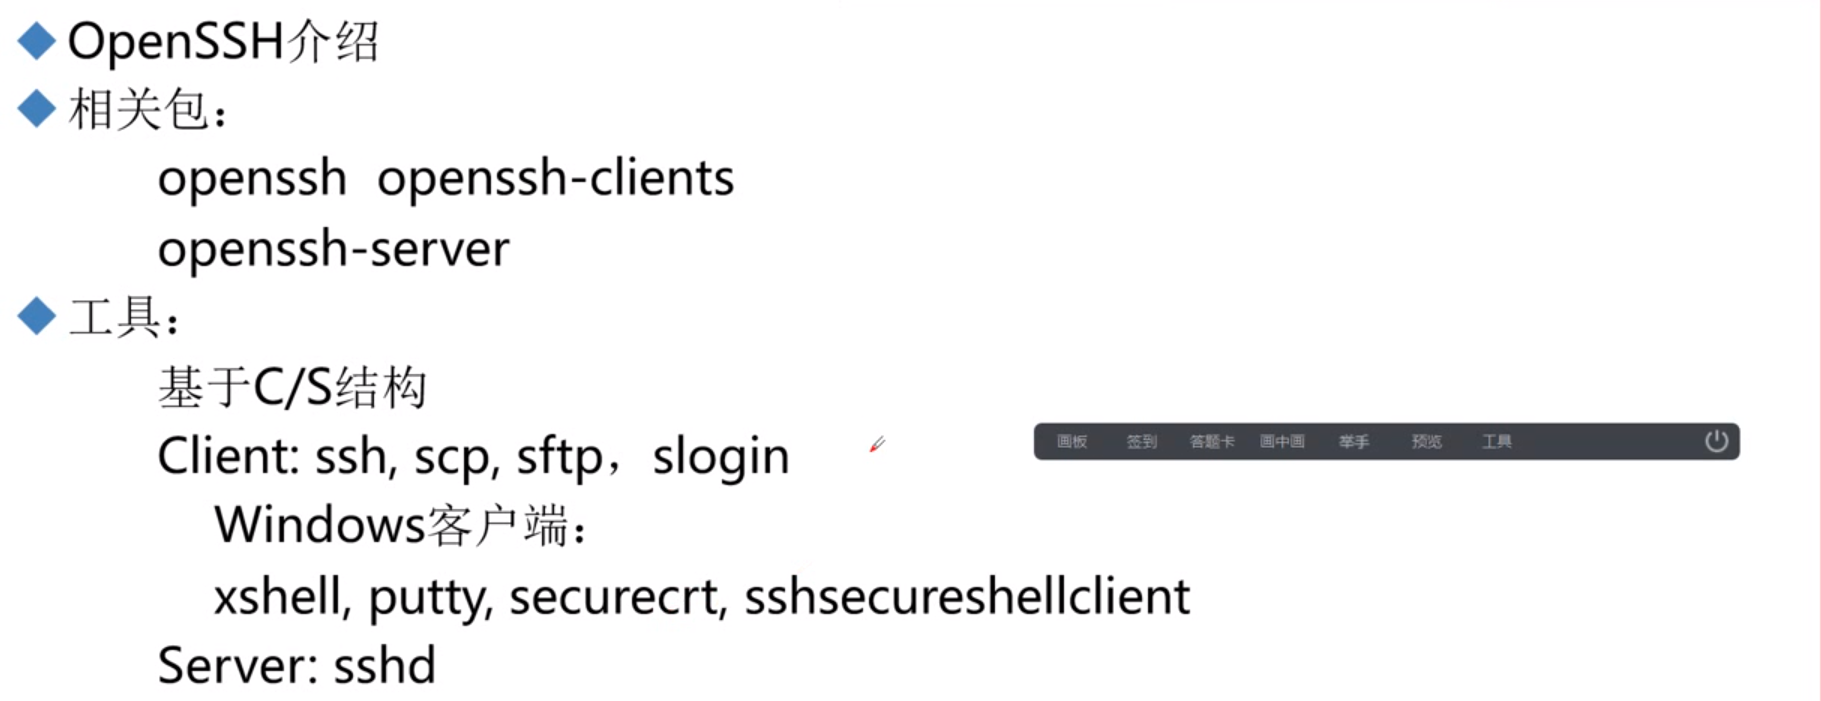 OpenSSH介绍
相关包：
openssh  openssh-clients
openssh-server
工具：
基于C/S结构
Client: ssh, scp, sftp，slogin
画板 签到 答题卡 画中画 举手 预览 工具
Windows客户端：
xshell, putty, securecrt, sshsecureshellclient
Server: sshd